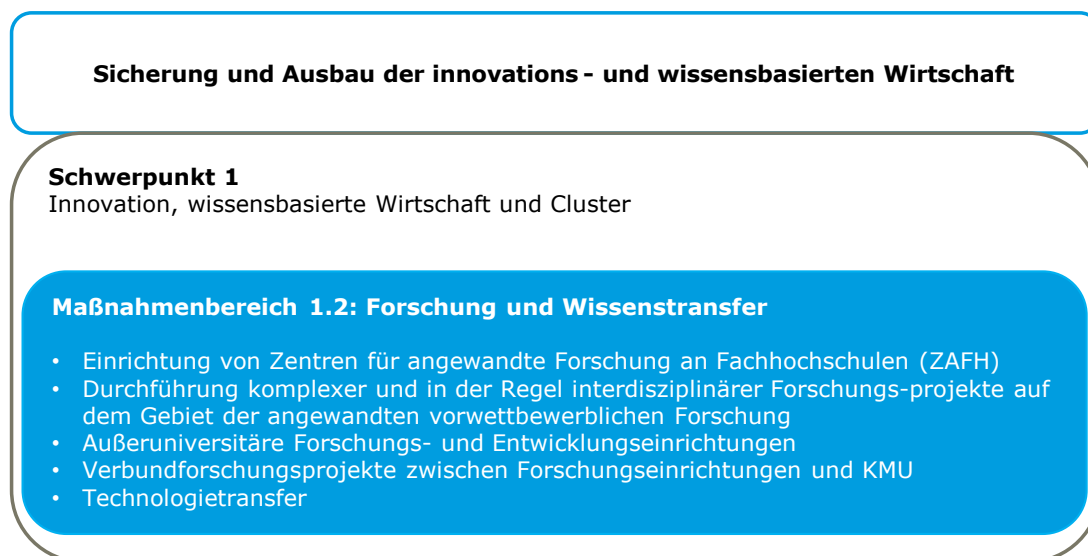 Sicherung und Ausbau der innovations - und wissensbasierten Wirtschaft
Schwerpunkt 1
Innovation, wissensbasierte Wirtschaft und Cluster
Maßnahmenbereich 1.2: Forschung und Wissenstransfer
• Einrichtung von Zentren für angewandte Forschung an Fachhochschulen (ZAFH)
• Durchführung komplexer und in der Regel interdisziplinärer Forschungs-projekte auf
dem Gebiet der angewandten vorwettbewerblichen Forschung
• Außeruniversitäre Forschungs- und Entwicklungseinrichtungen
• Verbundforschungsprojekte zwischen Forschungseinrichtungen und KMU
• Technologietransfer